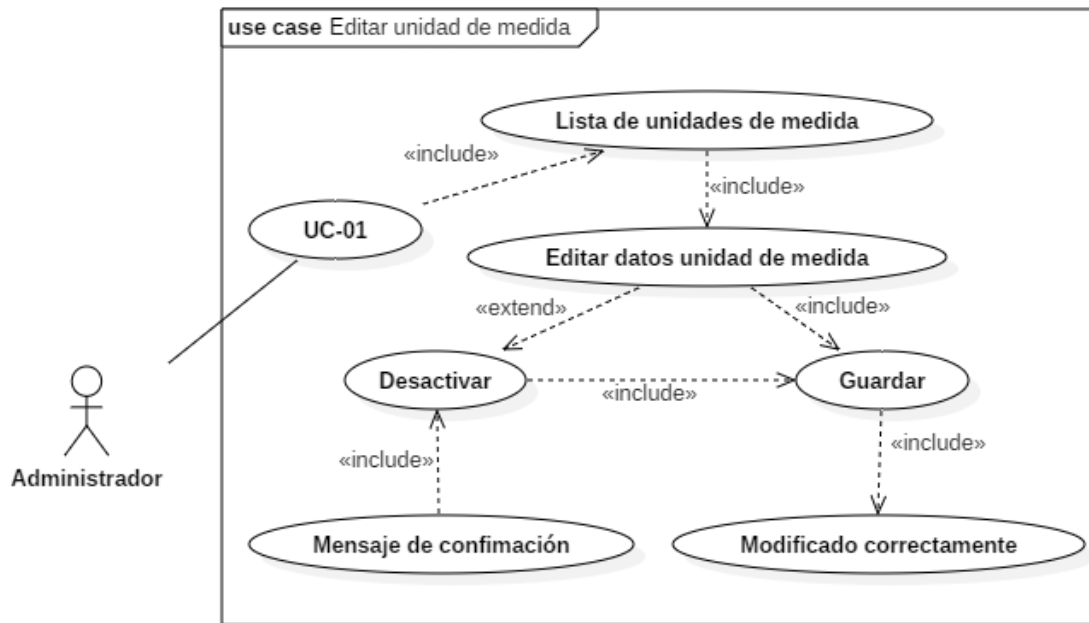 use case Editar unidad de medida
Lista de unidades de medida
«include»
«include»
UC-01
Editar datos unidad de medida
«extend»
«include»
Desactivar
Guardar
«include»
«include»
«include»
Administrador
Mensaje de confimación
Modificado correctamente